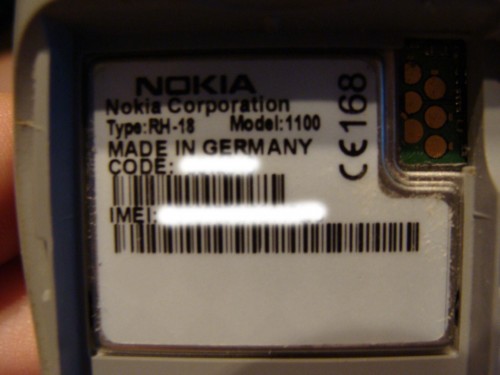 NOKIA
Nokia Corporation
Type:RH-18 Model:1100
MADE IN GERMANY
CODE:
IMEI:
CE168